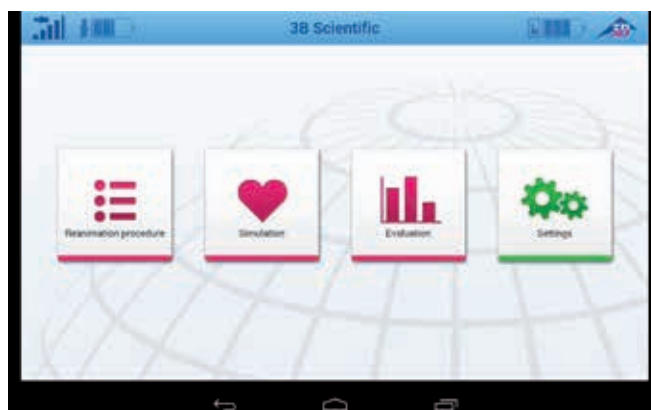 3B Scientific
Reanimation procedure
Simulation
Evaluation
Settings